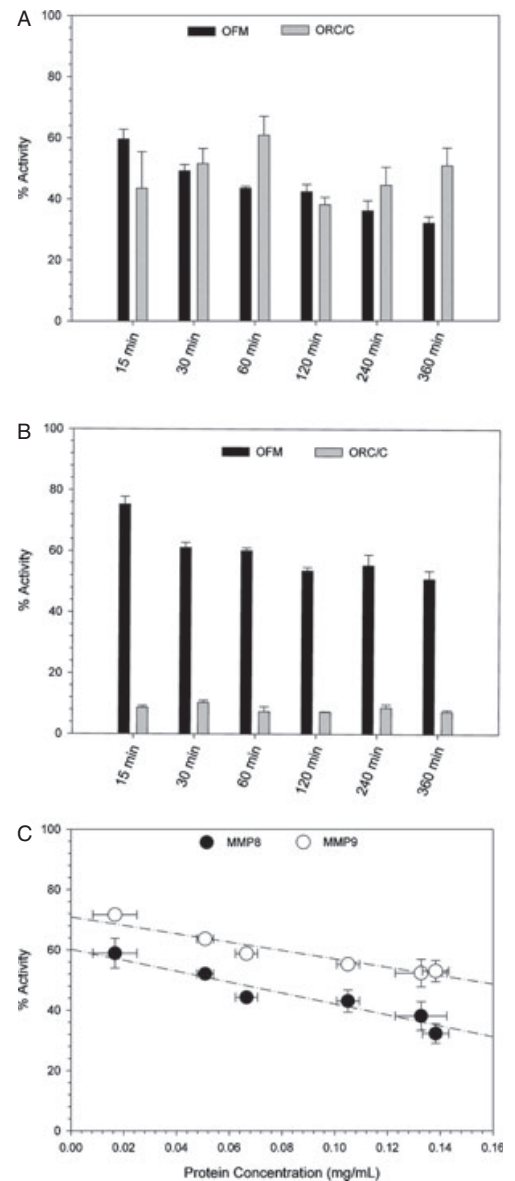 A
OFM ORC/C
100
80
60
40
20
0
% Activity
15 min 30 min 60 min 120 min 240 min 360 min
B
OFM ORC/C
100
80
60
40
20
0
% Activity
15 min 30 min 60 min 120 min 240 min 360 min
C
MMP8 MMP9
100
80
60
40
20
0
% Activity
0.00 0.02 0.04 0.06 0.08 0.10 0.12 0.14 0.16
Protein Concentration (mg/mL)